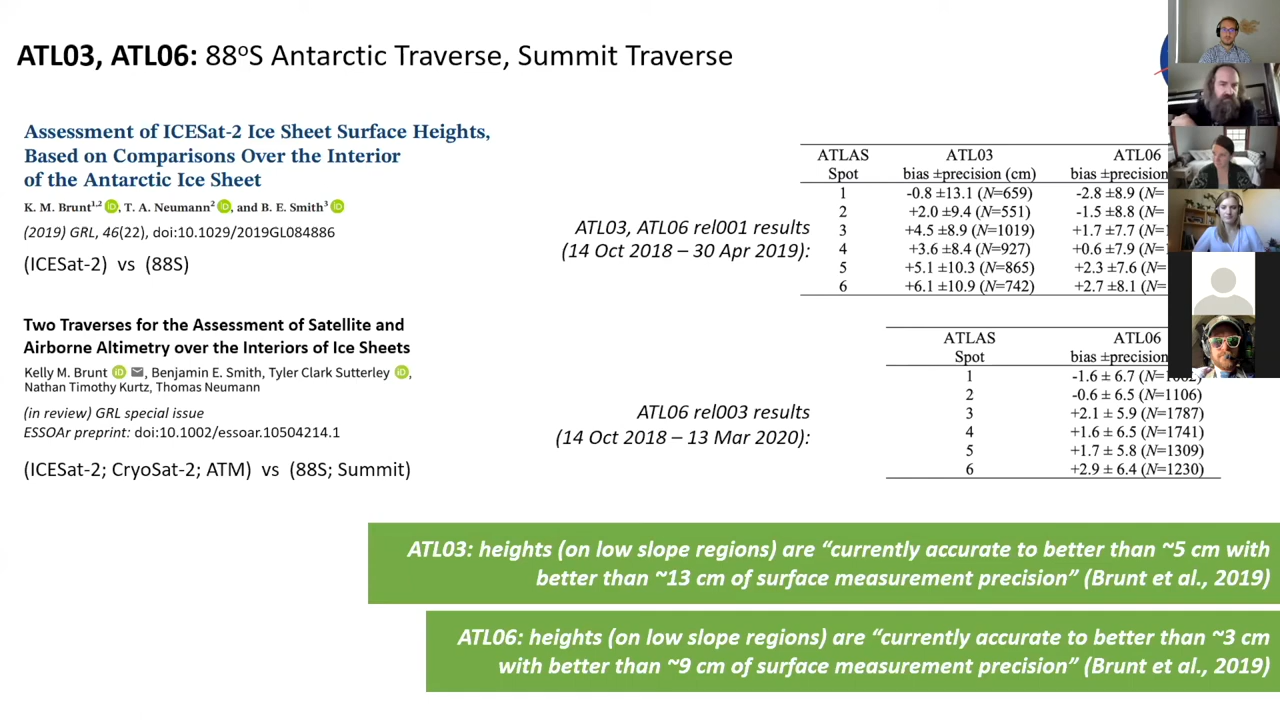 ATL03, ATL06: 88ºS Antarctic Traverse, Summit Traverse
Assessment of ICESat-2 Ice Sheet Surface Heights,
Based on Comparisons Over the Interior
of the Antarctic Ice Sheet
K. M. Brunt1,2 iD, T. A. Neumann2 iD, and B. E. Smith3 iD
(2019) GRL, 46(22), doi:10.1029/2019GL084886
(ICESat-2) vs (88S)
ATL03, ATL06 rel001 results
(14 Oct 2018 – 30 Apr 2019):
ATLAS ATL03 ATL06
Spot bias ±precision (cm) bias ±precision
1 -0.8 ±13.1 (N=659) -2.8 ±8.9 (N=
2 +2.0 ±9.4 (N=551) -1.5 ±8.8 (N=
3 +4.5 ±8.9 (N=1019) +1.7 ±7.7 (N=
4 +3.6 ±8.4 (N=927) +0.6 ±7.9 (N=
5 +5.1 ±10.3 (N=865) +2.3 ±7.6 (N=
6 +6.1 ±10.9 (N=742) +2.7 ±8.1 (N=
Two Traverses for the Assessment of Satellite and
Airborne Altimetry over the Interiors of Ice Sheets
Kelly M. Brunt iD, Benjamin E. Smith, Tyler Clark Sutterley iD,
Nathan Timothy Kurtz, Thomas Neumann
(in review) GRL special issue
ESSOAr preprint: doi:10.1002/essoar.10504214.1
(ICESat-2; CryoSat-2; ATM) vs (88S; Summit)
ATL06 rel003 results
(14 Oct 2018 – 13 Mar 2020):
ATLAS ATL06
Spot bias ±precision
1 -1.6 ± 6.7
2 -0.6 ± 6.5 (N=1106)
3 +2.1 ± 5.9 (N=1787)
4 +1.6 ± 6.5 (N=1741)
5 +1.7 ± 5.8 (N=1309)
6 +2.9 ± 6.4 (N=1230)
ATL03: heights (on low slope regions) are “currently accurate to better than ~5 cm with
better than ~13 cm of surface measurement precision” (Brunt et al., 2019)
ATL06: heights (on low slope regions) are “currently accurate to better than ~3 cm
with better than ~9 cm of surface measurement precision” (Brunt et al., 2019)